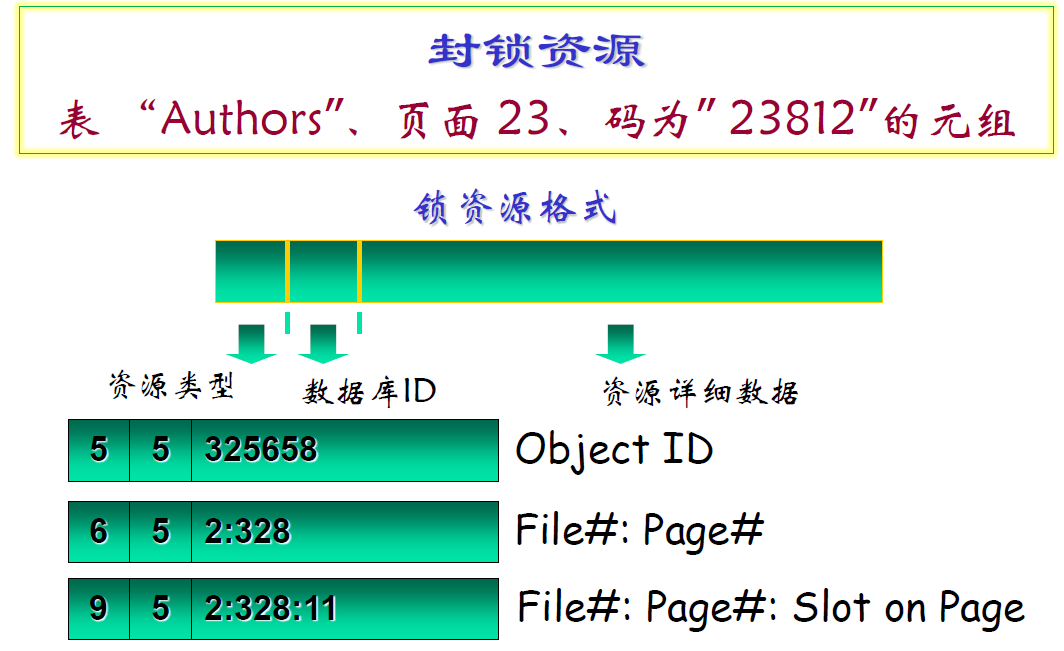 封锁资源
表 “Authors”、页面 23、码为” 23812”的元组
锁资源格式
资源类型 数据库ID 资源详细数据
5 5 325658 Object ID
6 5 2:328 File#: Page#
9 5 2:328:11 File#: Page#: Slot on Page